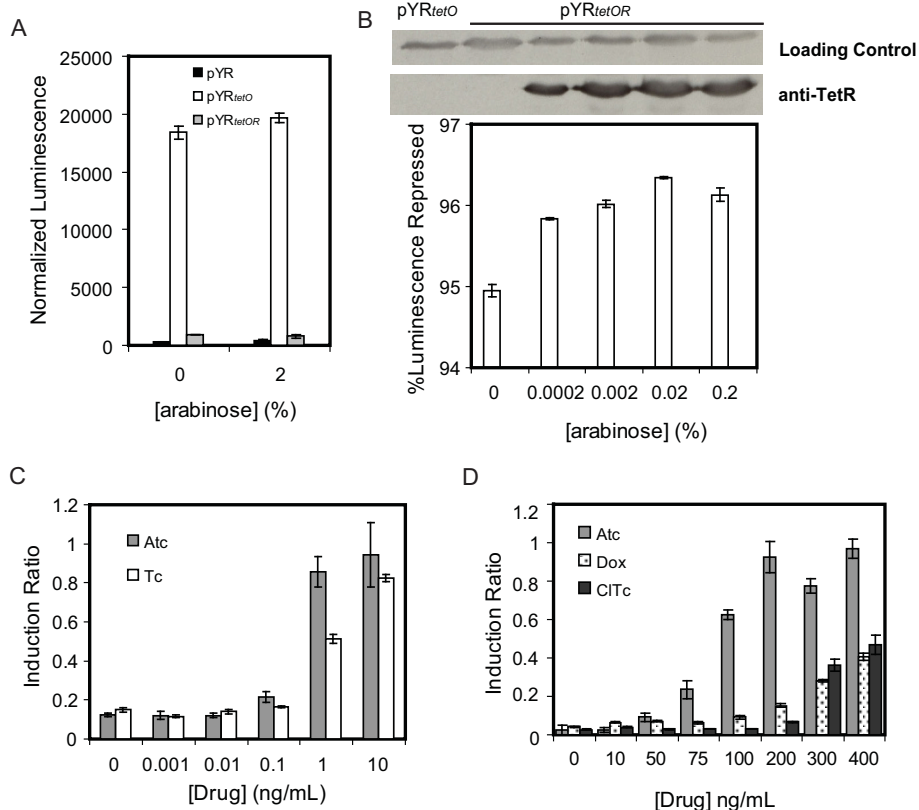 A
25000
20000
15000
10000
5000
0
Normalized Luminescence
pYR
pYRtetO
pYRtetOR
0 2
[arabinose] (%)
B
pYRtetO pYRtetOR
Loading Control
anti-TetR
97
96
95
94
%Luminescence Repressed
0 0.0002 0.002 0.02 0.2
[arabinose] (%)
C
1.2
1
0.8
0.6
0.4
0.2
0
Induction Ratio
Atc
Tc
0 0.001 0.01 0.1 1 10
[Drug] (ng/mL)
D
1.2
1
0.8
0.6
0.4
0.2
0
Induction Ratio
Atc
Dox
ClTc
0 10 50 75 100 200 300 400
[Drug] ng/mL